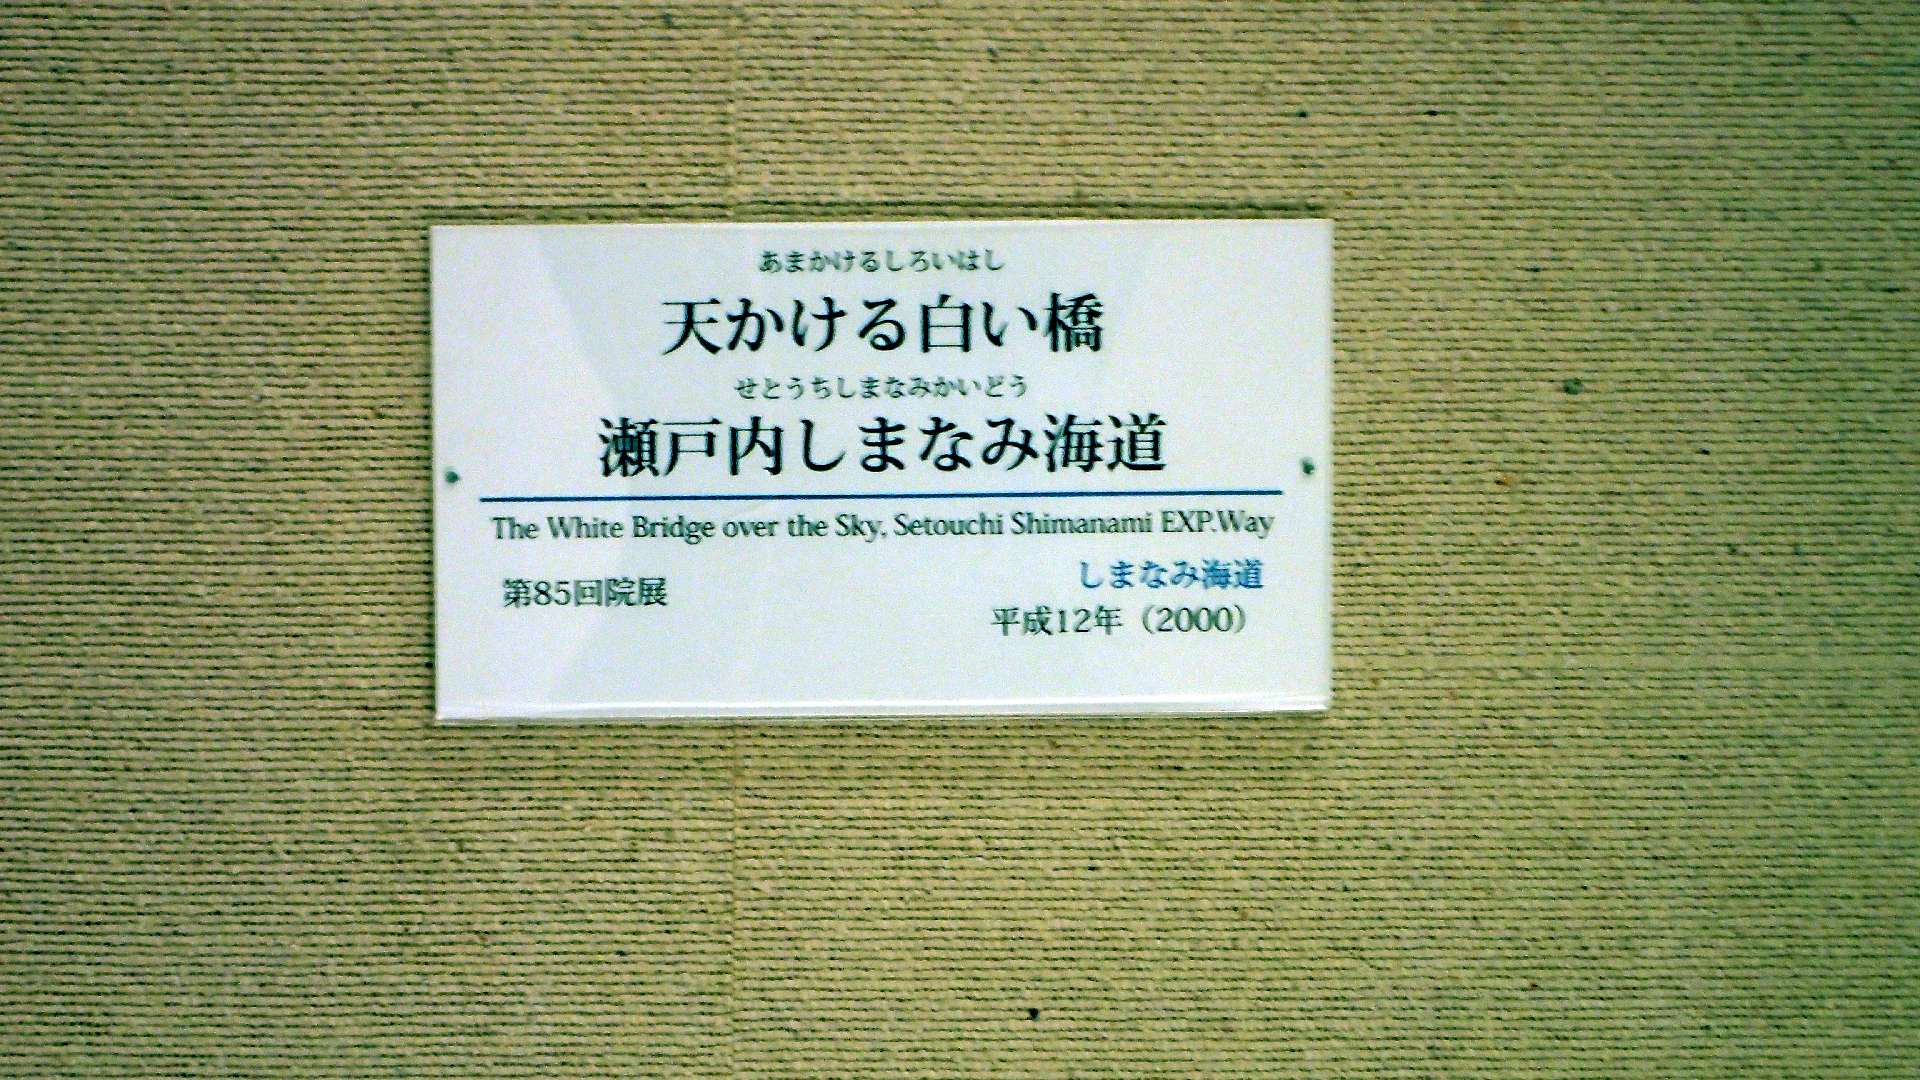 あまかけるしろいはし
天かける白い橋
せとうちしまなみかいどう
瀬戸内しまなみ海道
The White Bridge over the Sky, Setouchi Shimanami EXP.Way
第85回院展
しまなみ海道
平成12年（2000）